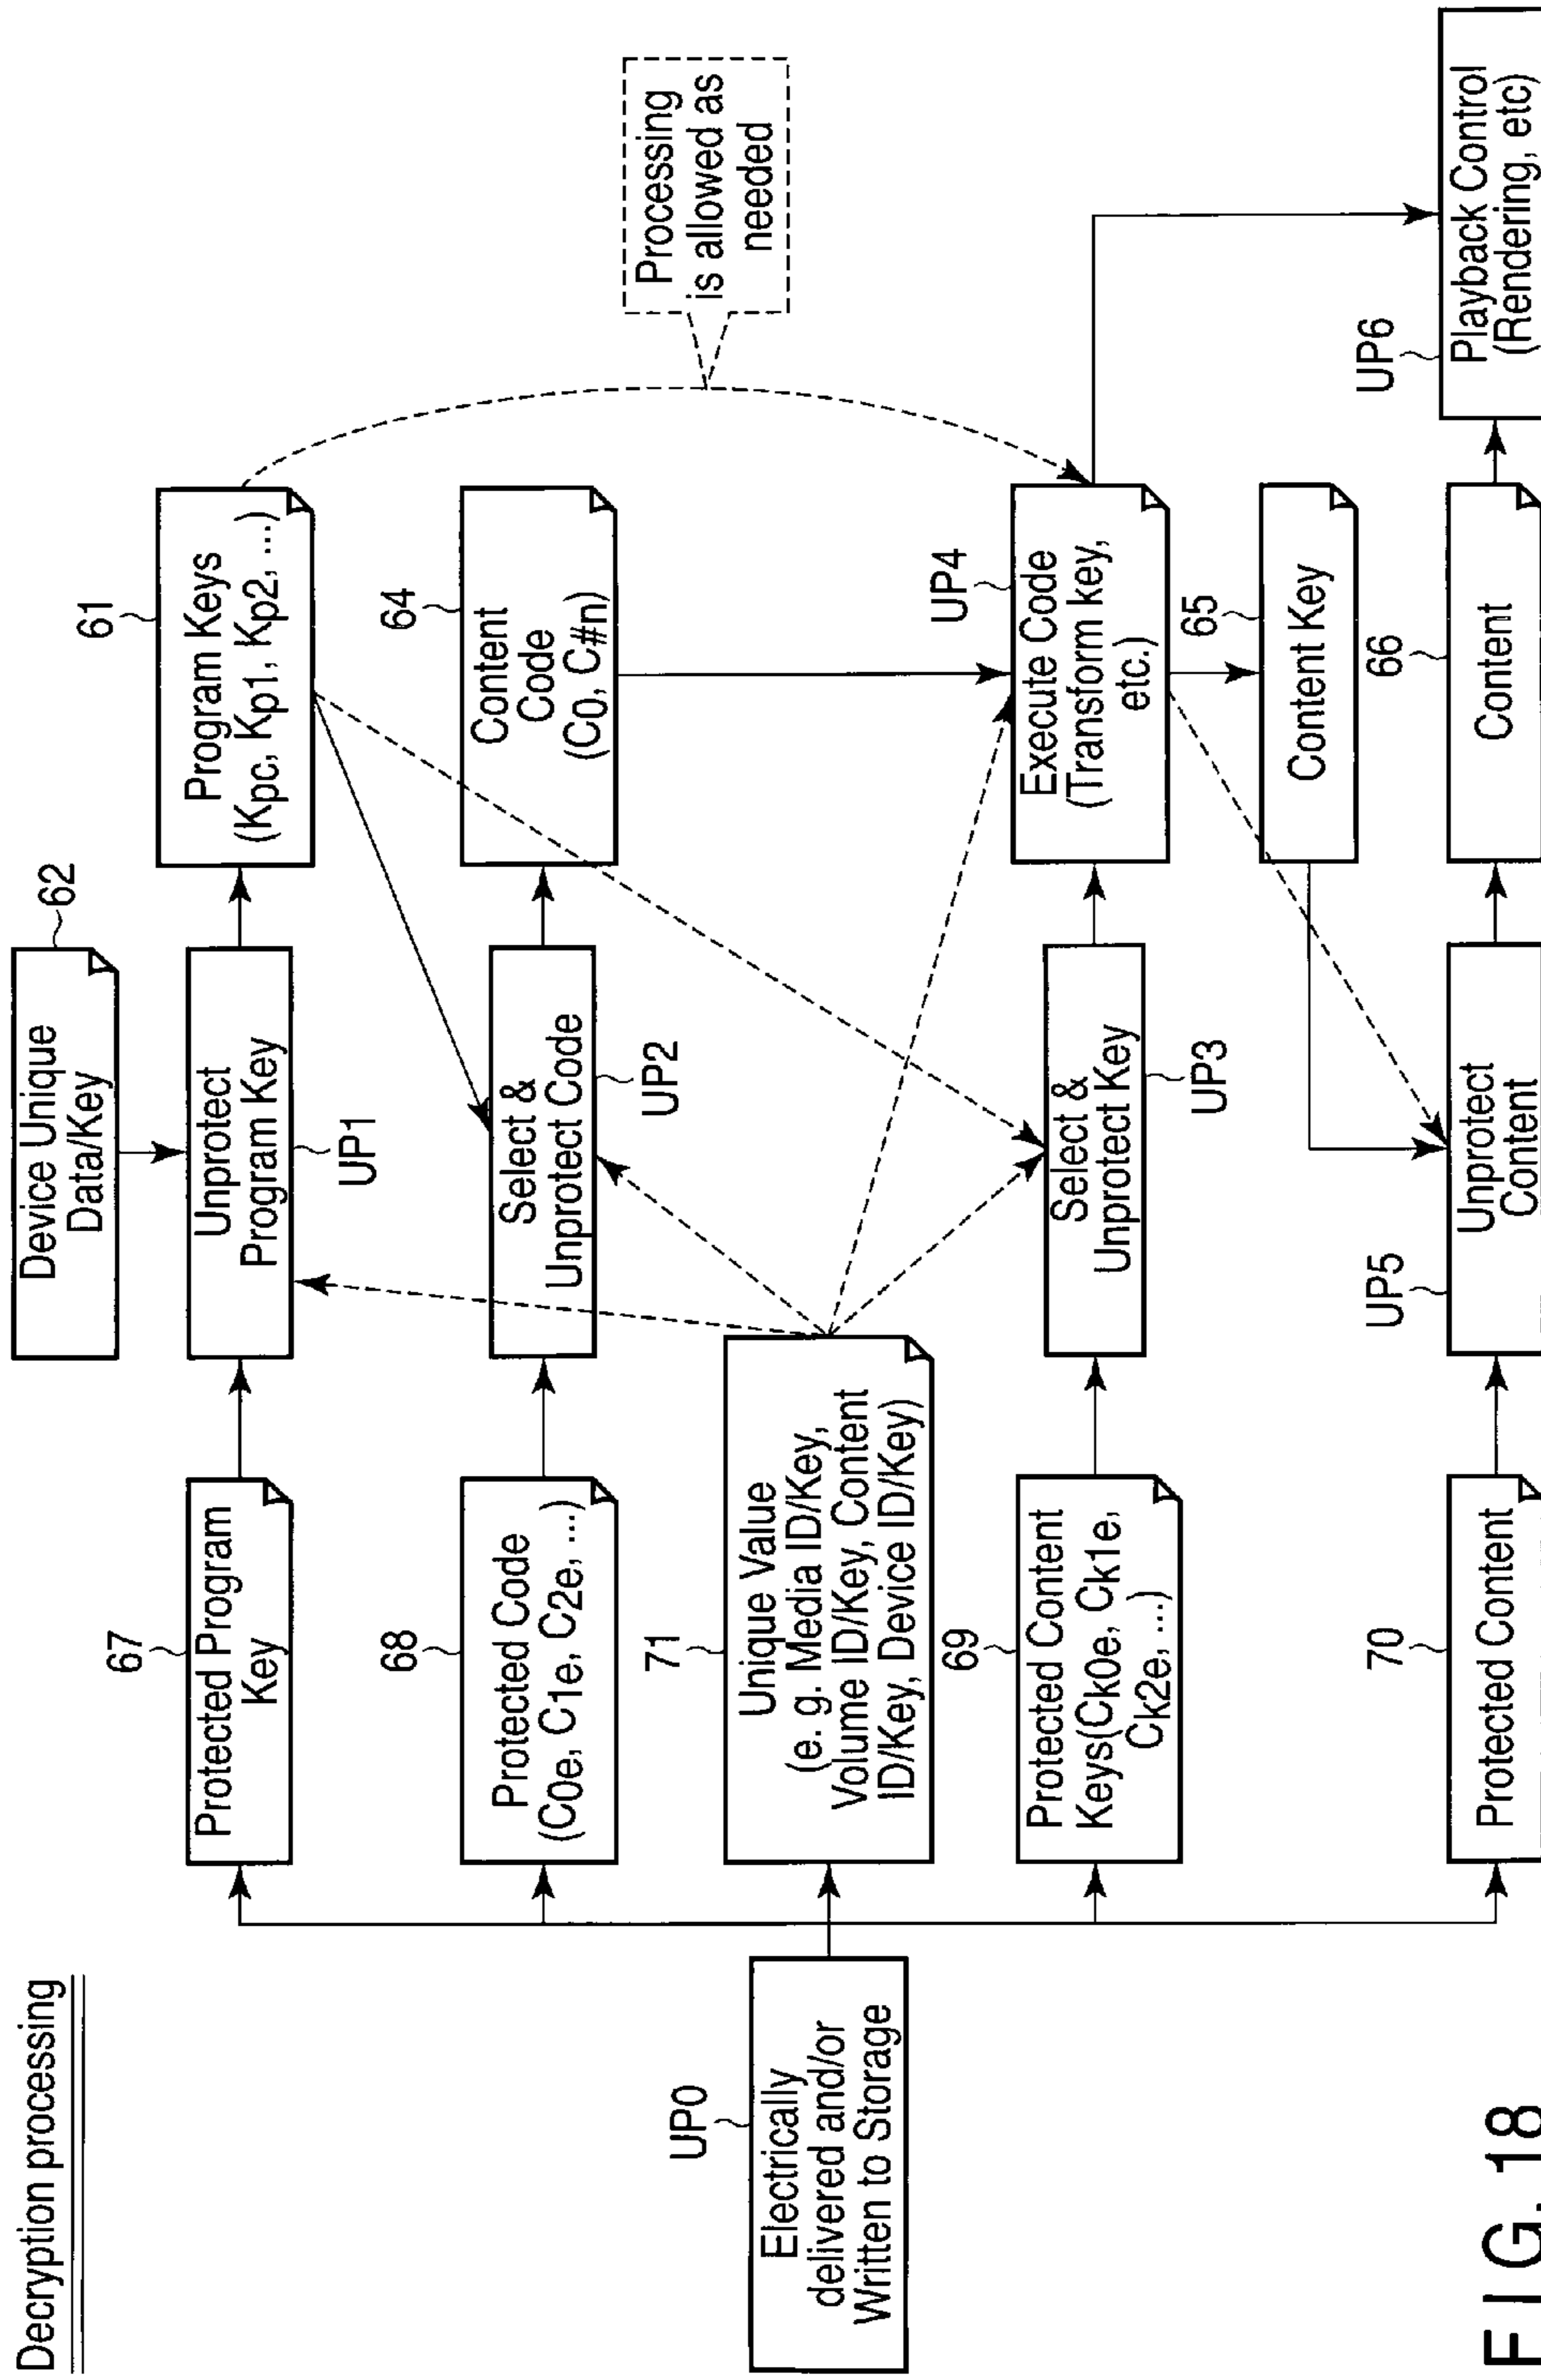 Decryption processing
UP0
Electrically
delivered and/or
Written to Storage
67
Protected Program
Key
68
Protected Code
(C0e, C1e, C2e, ...)
71
Unique Value
(e. g. Media ID/Key,
Volume ID/Key, Content
ID/Key, Device ID/Key)
69
Protected Content
Keys(Ck0e, Ck1e,
Ck2e, ...)
70
Protected Content
Device Unique
Data/Key
62
Unprotect
Program Key
UP1
Select &
Unprotect Code
UP2
Select &
Unprotect Key
UP3
UP5
Unprotect
Content
61
Program Keys
(Kpc, Kp1, Kp2, ...)
64
Content
Code
(C0, C#n)
UP4
Execute Code
(Transform key,
etc.)
65
Content Key
66
Content
Processing
is allowed as
needed
UP6
Playback Control
(Rendering, etc)
FIG. 18